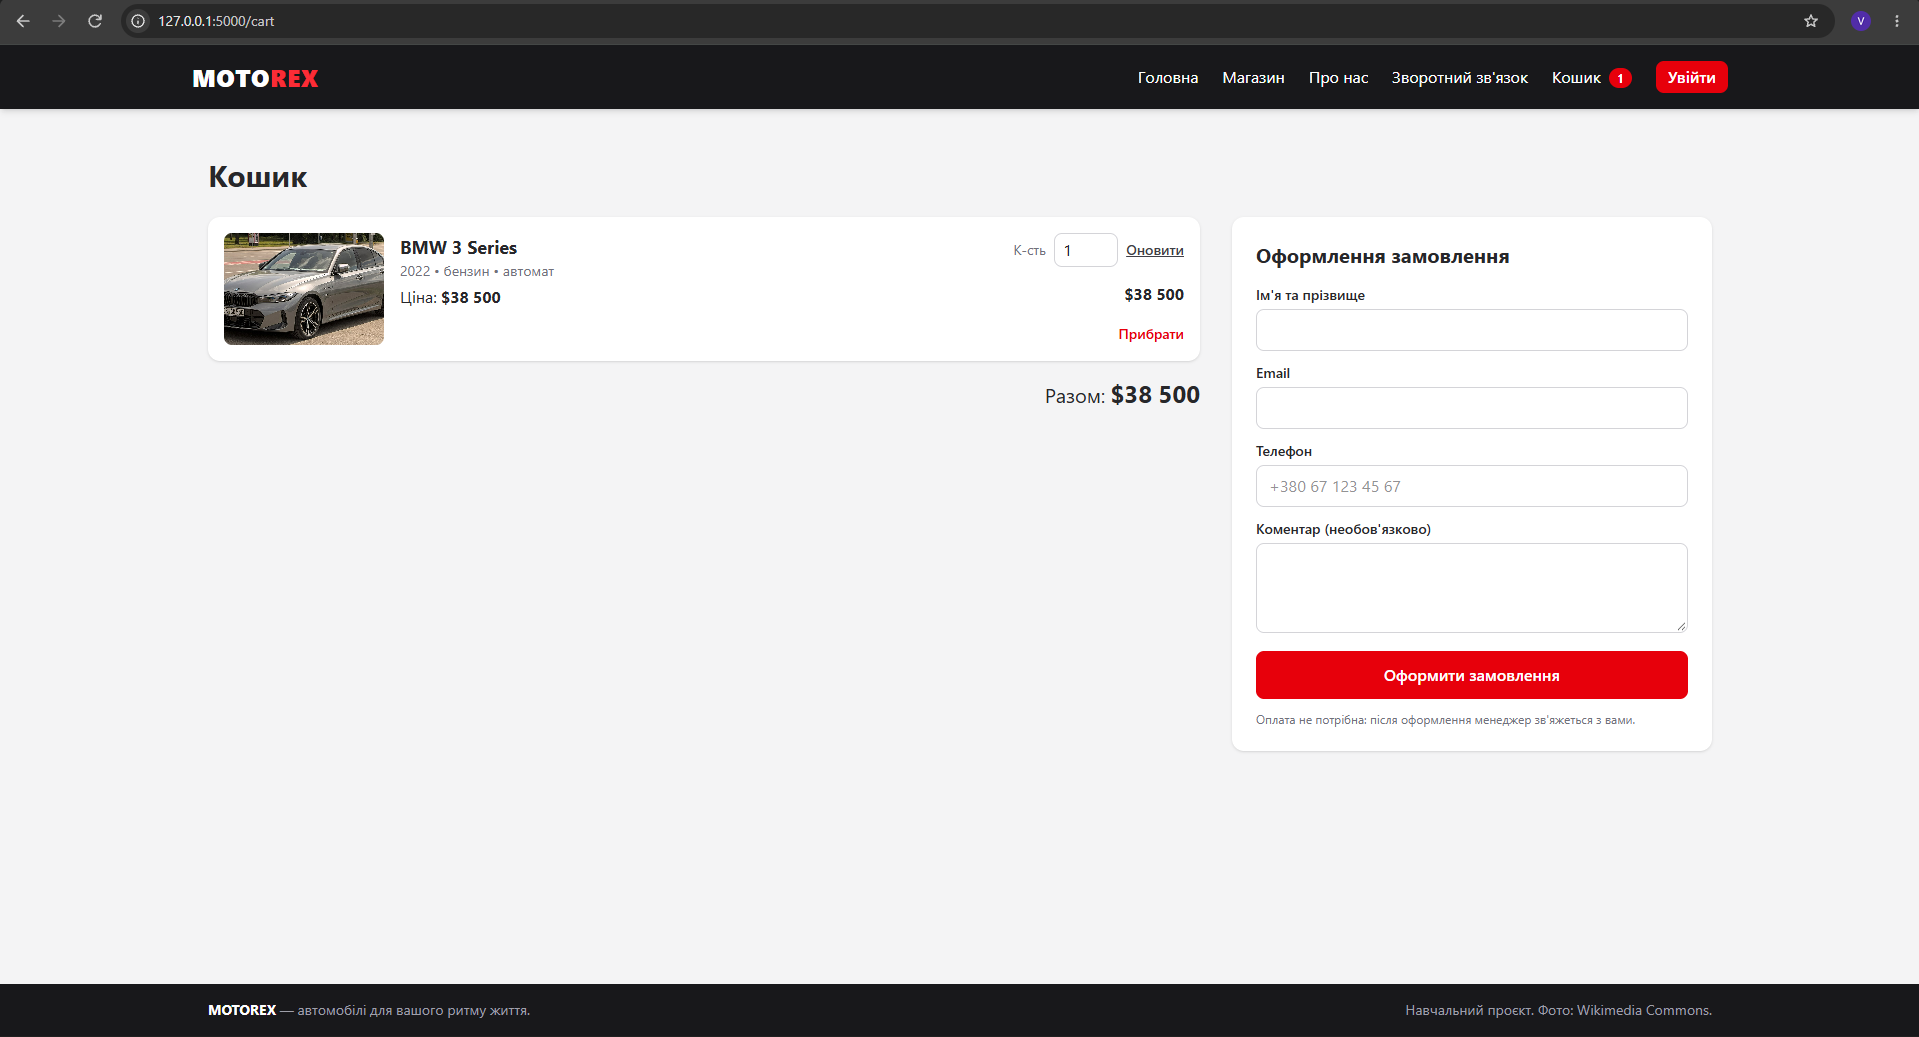 127.0.0.1:5000/cart
V
MOTOREX
Головна Магазин Про нас Зворотний зв'язок Кошик 1 Увійти
Кошик
BMW 3 Series
2022 • бензин • автомат
Ціна: $38 500
К-сть 1 Оновити
$38 500
Прибрати
Разом: $38 500
Оформлення замовлення
Ім'я та прізвище
Email
Телефон
+380 67 123 45 67
Коментар (необов'язково)
Оформити замовлення
Оплата не потрібна: після оформлення менеджер зв'яжеться з вами.
MOTOREX — автомобілі для вашого ритму життя.
Навчальний проєкт. Фото: Wikimedia Commons.